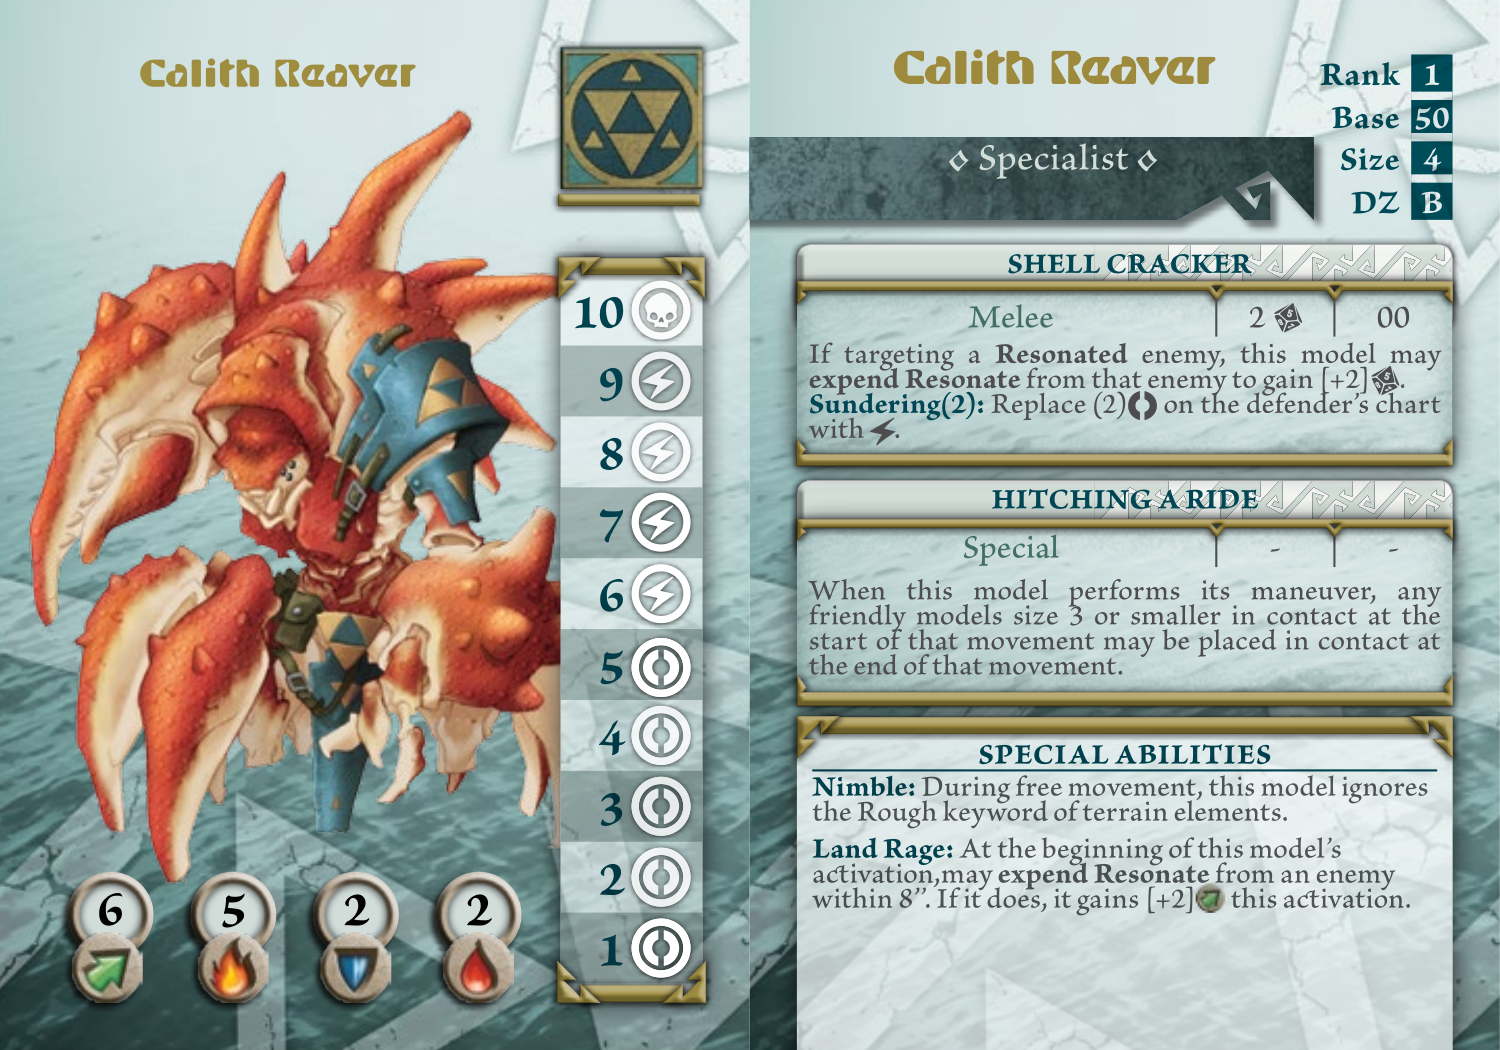 Calith Reaver
10
9
8
7
6
5
4
3
2
1
6 5 2 2
Calith Reaver
Rank 1
Base 50
Size 4
DZ B
Specialist
SHELL CRACKER
Melee 2 00
If targeting a Resonated enemy, this model may
expend Resonate from that enemy to gain [+2].
Sundering(2): Replace (2) on the defender's chart
with .
HITCHING A RIDE
Special - -
When this model performs its maneuver, any
friendly models size 3 or smaller in contact at the
start of that movement may be placed in contact at
the end of that movement.
SPECIAL ABILITIES
Nimble: During free movement, this model ignores
the Rough keyword of terrain elements.
Land Rage: At the beginning of this model's
activation,may expend Resonate from an enemy
within 8”. If it does, it gains [+2] this activation.